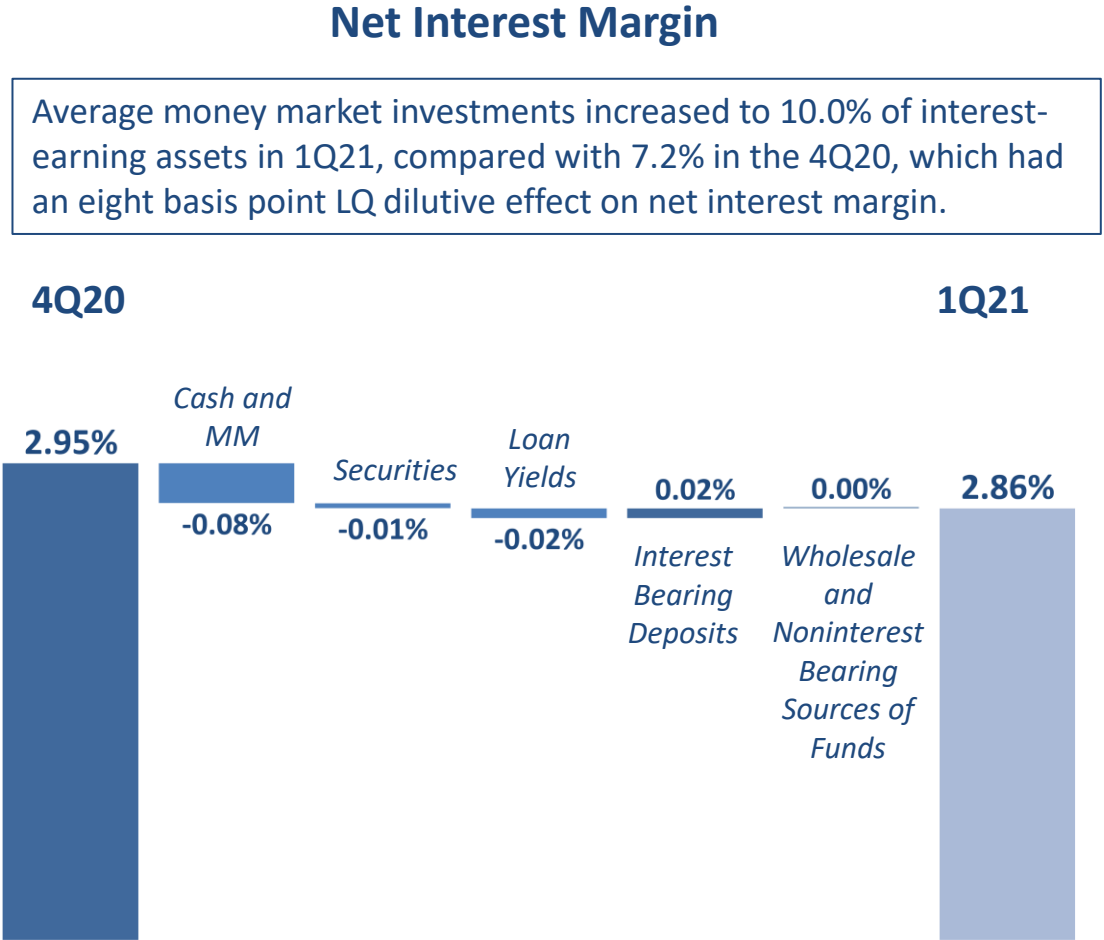 Net Interest Margin
Average money market investments increased to 10.0% of interest-
earning assets in 1Q21, compared with 7.2% in the 4Q20, which had
an eight basis point LQ dilutive effect on net interest margin.
4Q20
1Q21
2.95%
Cash and
MM
-0.08%
Securities
-0.01%
Loan
Yields
-0.02%
0.02%
Interest
Bearing
Deposits
0.00%
Wholesale
and
Noninterest
Bearing
Sources of
Funds
2.86%